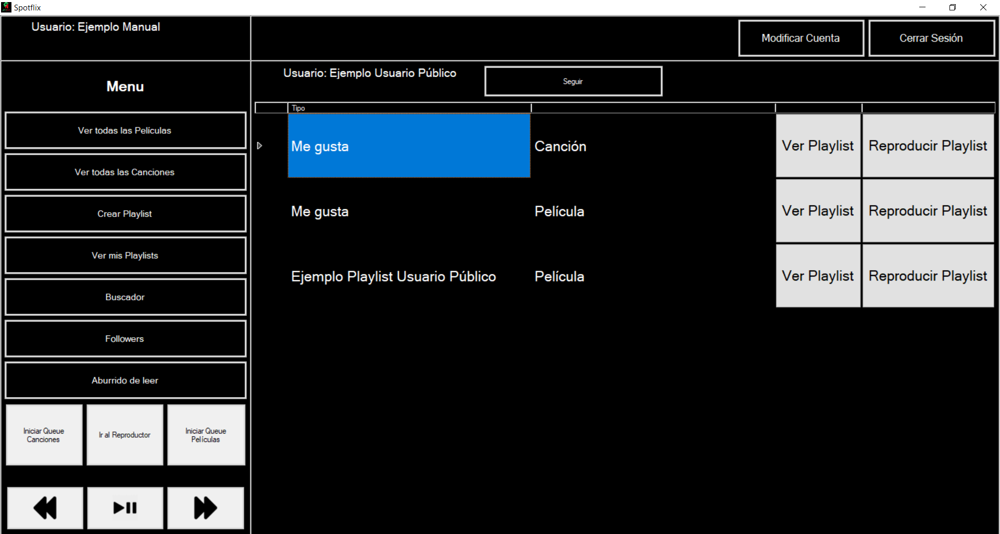 Spotflix
Usuario: Ejemplo Manual
Modificar Cuenta
Cerrar Sesión
Menu
Ver todas las Películas
Ver todas las Canciones
Crear Playlist
Ver mis Playlists
Buscador
Followers
Aburrido de leer
Iniciar Queue
Canciones
Ir al Reproductor
Iniciar Queue
Películas
Usuario: Ejemplo Usuario Público
Seguir
Tipo
Me gusta Canción Ver Playlist Reproducir Playlist
Me gusta Película Ver Playlist Reproducir Playlist
Ejemplo Playlist Usuario Público Película Ver Playlist Reproducir Playlist